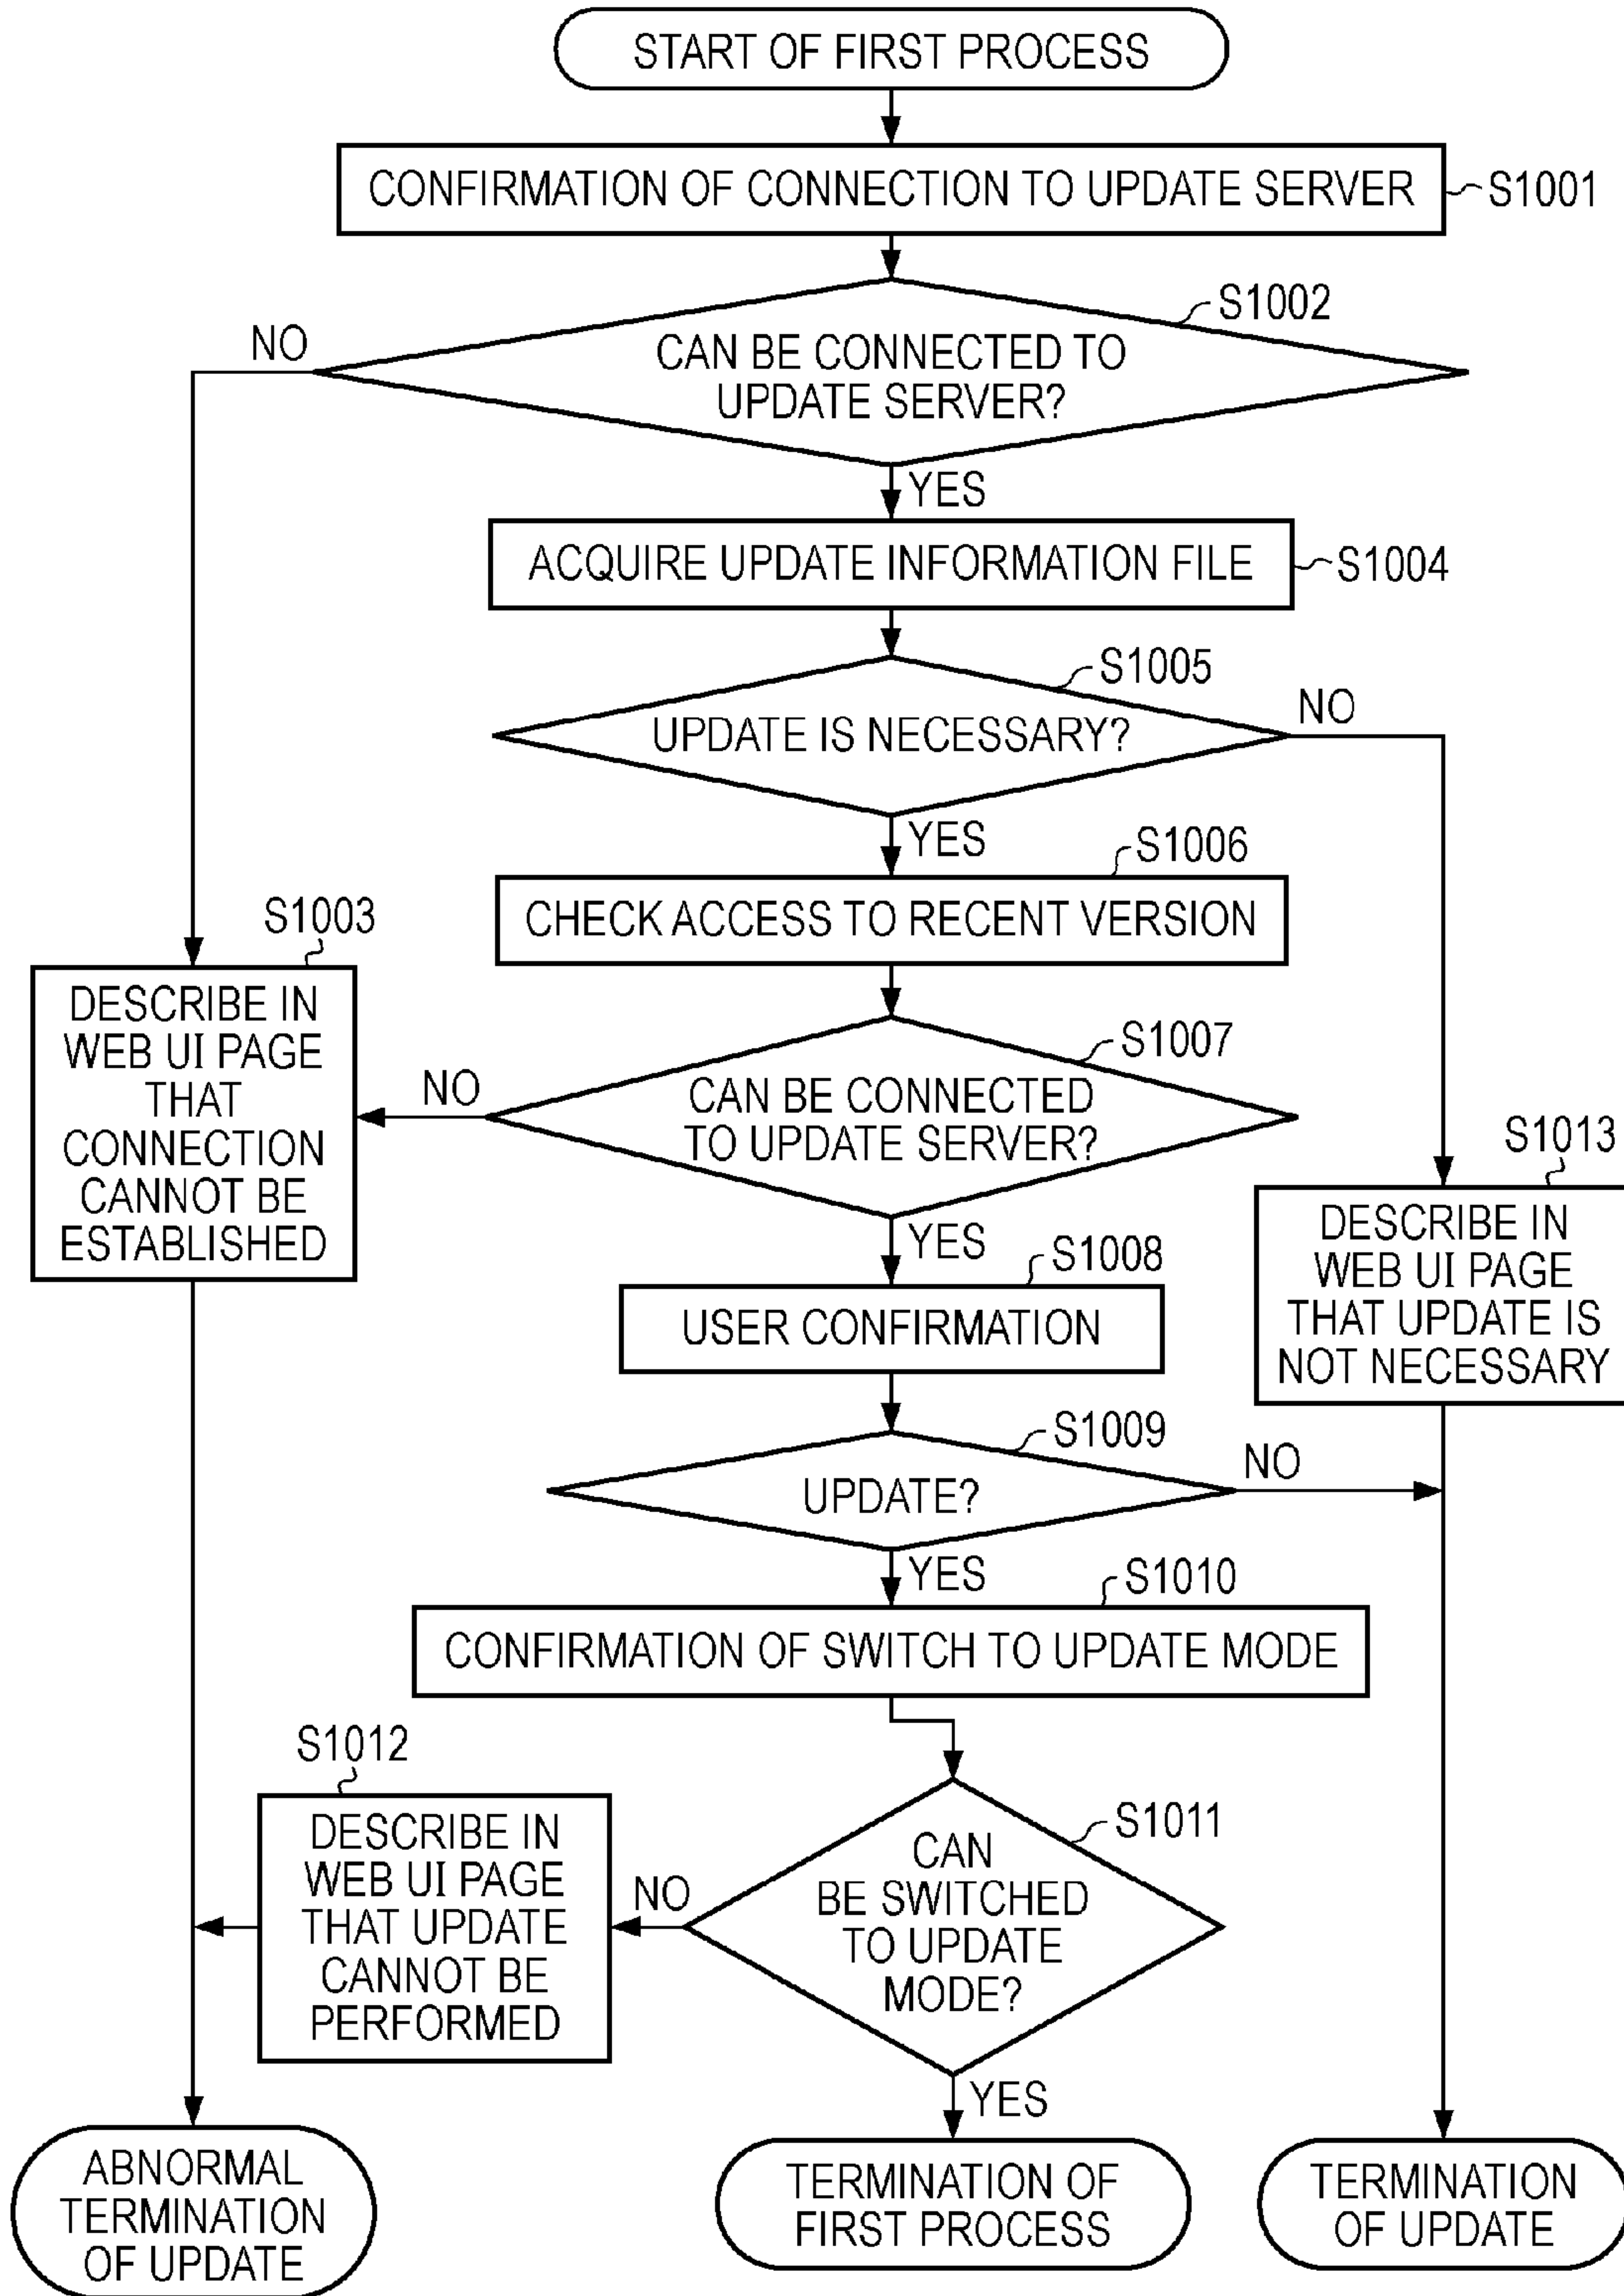 START OF FIRST PROCESS
CONFIRMATION OF CONNECTION TO UPDATE SERVER
S1001
S1002
NO
CAN BE CONNECTED TO
UPDATE SERVER?
YES
ACQUIRE UPDATE INFORMATION FILE
S1004
S1005
NO
UPDATE IS NECESSARY?
YES
S1006
CHECK ACCESS TO RECENT VERSION
S1003
DESCRIBE IN
WEB UI PAGE
THAT
CONNECTION
CANNOT BE
ESTABLISHED
S1007
NO
CAN BE CONNECTED
TO UPDATE SERVER?
YES
S1013
DESCRIBE IN
WEB UI PAGE
THAT UPDATE IS
NOT NECESSARY
S1008
USER CONFIRMATION
S1009
NO
UPDATE?
YES
S1010
CONFIRMATION OF SWITCH TO UPDATE MODE
S1012
DESCRIBE IN
WEB UI PAGE
THAT UPDATE
CANNOT BE
PERFORMED
NO
S1011
CAN
BE SWITCHED
TO UPDATE
MODE?
YES
ABNORMAL
TERMINATION
OF UPDATE
TERMINATION OF
FIRST PROCESS
TERMINATION
OF UPDATE